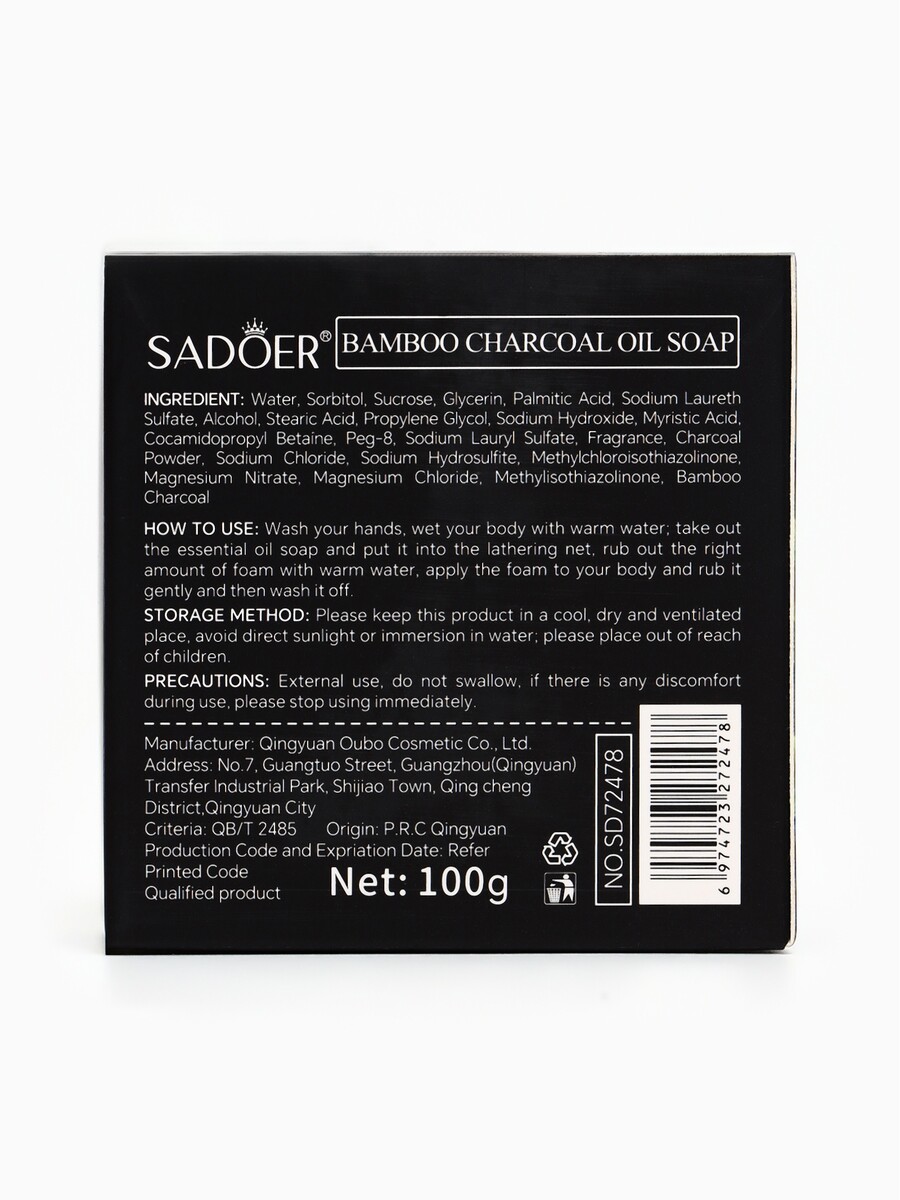 SADOER® BAMBOO CHARCOAL OIL SOAP
INGREDIENT: Water, Sorbitol, Sucrose, Glycerin, Palmitic Acid, Sodium Laureth
Sulfate, Alcohol, Stearic Acid, Propylene Glycol, Sodium Hydroxide, Myristic Acid,
Cocamidopropyl Betaine, Peg-8, Sodium Lauryl Sulfate, Fragrance, Charcoal
Powder, Sodium Chloride, Sodium Hydrosulfite, Methylchloroisothiazolinone,
Magnesium Nitrate, Magnesium Chloride, Methylisothiazolinone, Bamboo
Charcoal
HOW TO USE: Wash your hands, wet your body with warm water; take out
the essential oil soap and put it into the lathering net, rub out the right
amount of foam with warm water, apply the foam to your body and rub it
gently and then wash it off.
STORAGE METHOD: Please keep this product in a cool, dry and ventilated
place, avoid direct sunlight or immersion in water; please place out of reach
of children.
PRECAUTIONS: External use, do not swallow, if there is any discomfort
during use, please stop using immediately.
Manufacturer: Qingyuan Oubo Cosmetic Co., Ltd.
Address: No.7, Guangtuo Street, Guangzhou(Qingyuan)
Transfer Industrial Park, Shijiao Town, Qing cheng
District,Qingyuan City
Criteria: QB/T 2485 Origin: P.R.C Qingyuan
Production Code and Expriation Date: Refer
Printed Code
Qualified product
Net: 100g
NO.SD72478
6 974723 272478